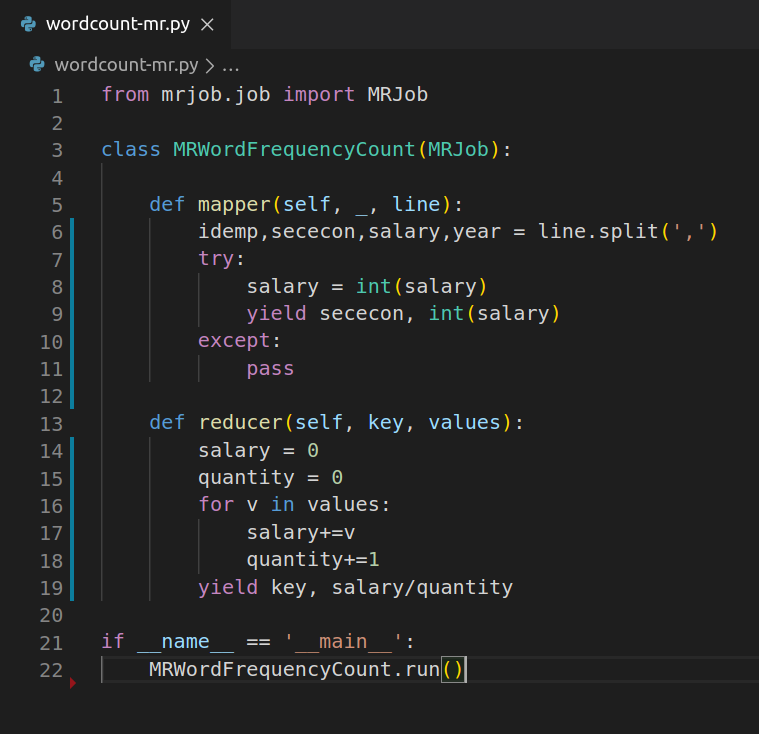 wordcount-mr.py
wordcount-mr.py > ...
1 from mrjob.job import MRJob
2
3 class MRWordFrequencyCount(MRJob):
4
5     def mapper(self, _, line):
6         idemp,sececon,salary,year = line.split(',')
7         try:
8             salary = int(salary)
9             yield sececon, int(salary)
10         except:
11             pass
12
13     def reducer(self, key, values):
14         salary = 0
15         quantity = 0
16         for v in values:
17             salary+=v
18             quantity+=1
19         yield key, salary/quantity
20
21 if __name__ == '__main__':
22     MRWordFrequencyCount.run()